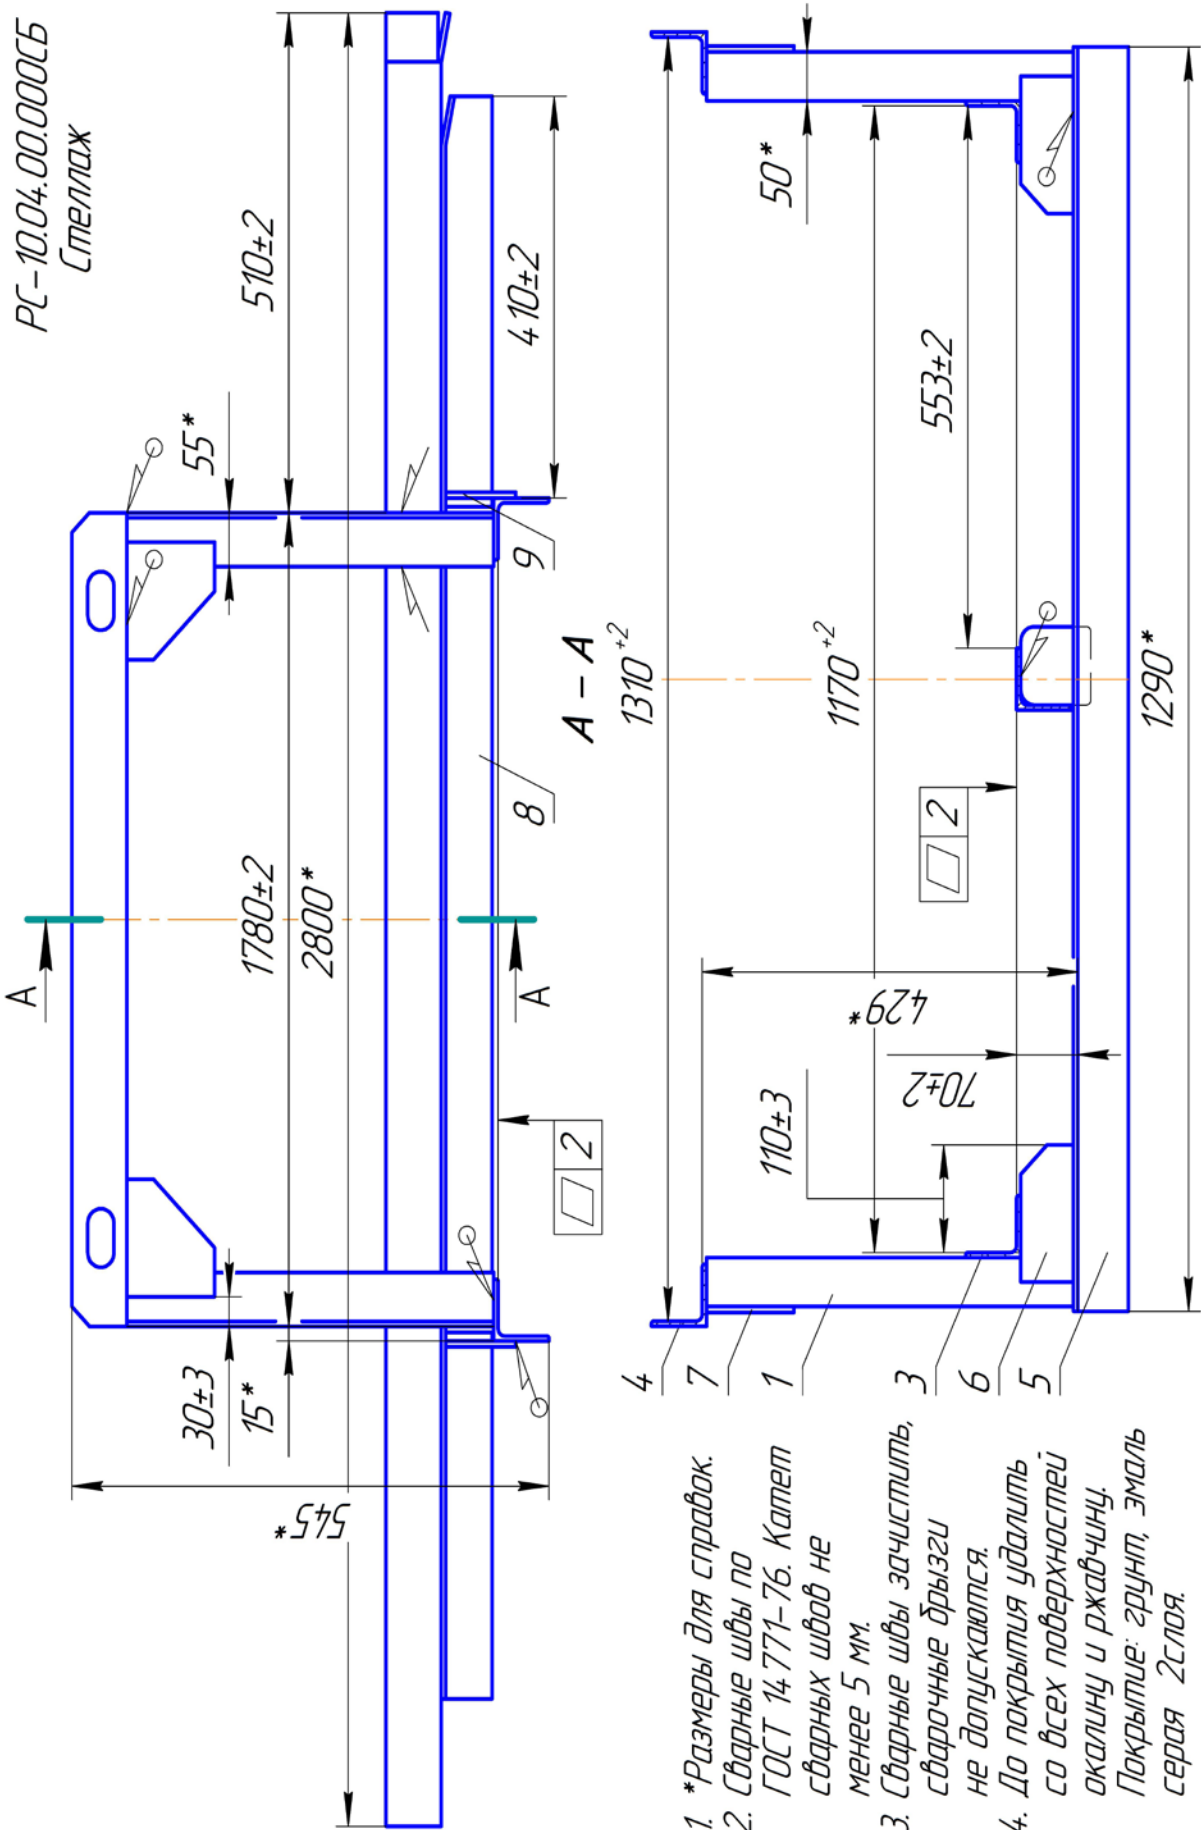 РС-10.04.00.000СБ
Стеллаж
545*
30±3
15*
1780±2
2800*
55*
510±2
410±2
А
А
8
9
2
А - А
1310 +2
1170 +2
553±2
50*
110±3
429*
70±2
2
1290*
4
7
1
3
6
5
1. *Размеры для справок.
2. Сварные швы по
ГОСТ 14771-76. Катет
сварных швов не
менее 5 мм.
3. Сварные швы зачистить,
сварочные брызги
не допускаются.
4. До покрытия удалить
со всех поверхностей
окалину и ржавчину.
Покрытие: грунт, эмаль
серая 2слоя.